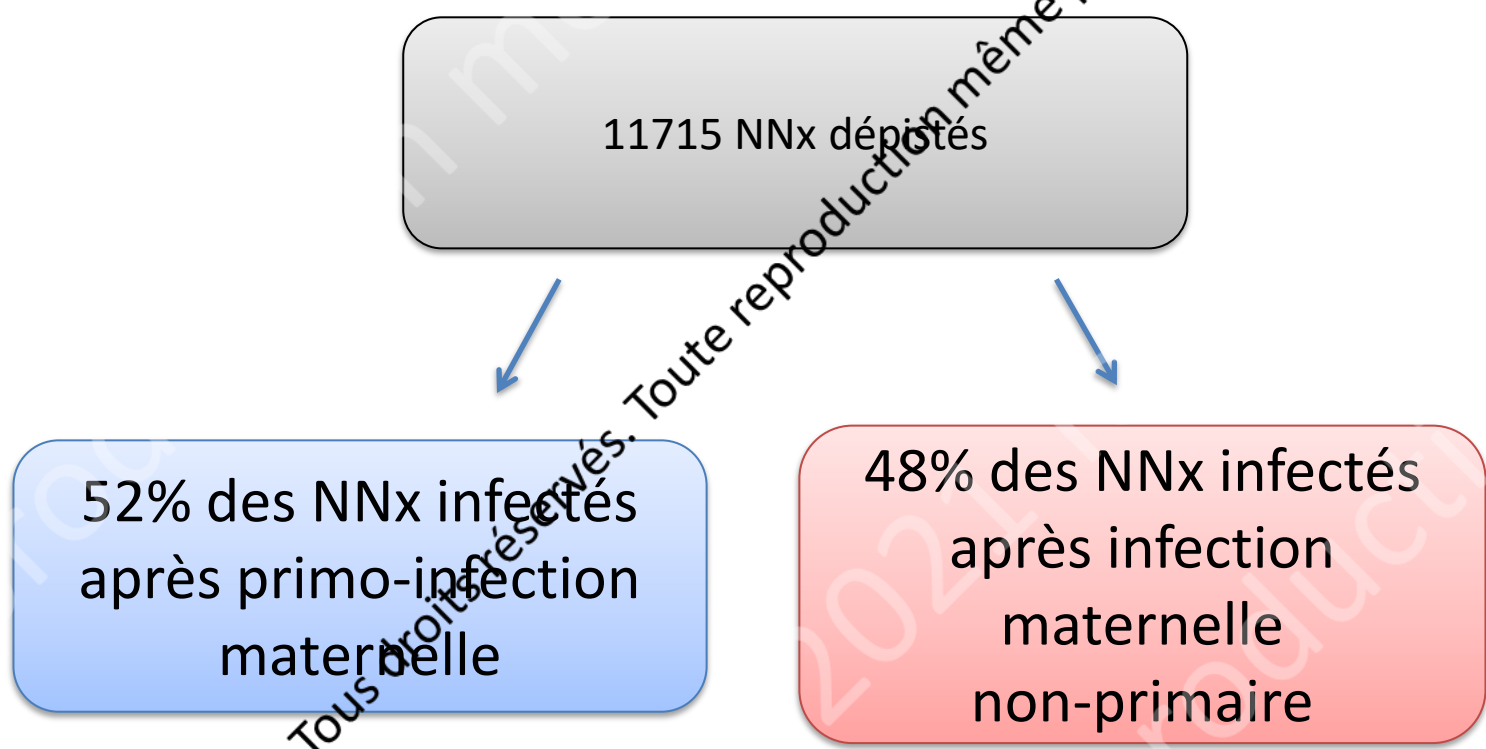 11715 NNx dépistés
52% des NNx infectés
après primo-infection
maternelle
48% des NNx infectés
après infection
maternelle
non-primaire
Tous droits réservés. Toute reproduction même
2021